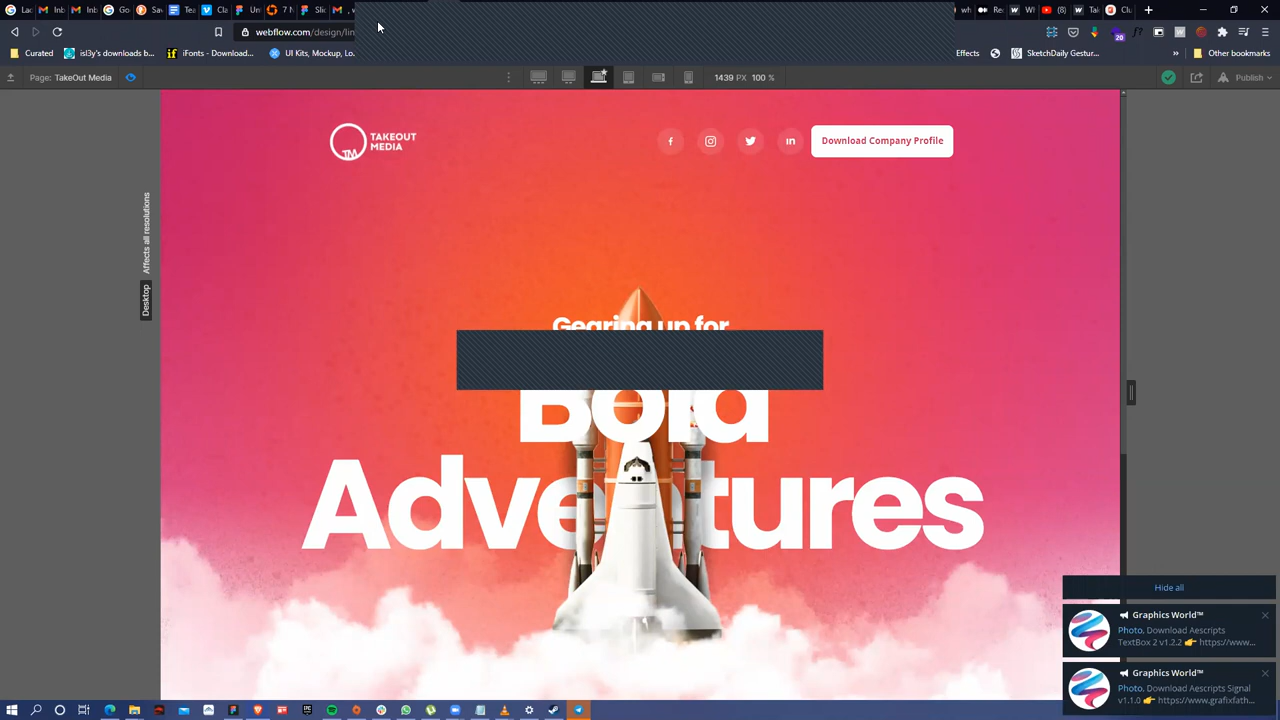 webflow.com/design/lin
Curated
isl3y's downloads b...
iFonts - Download...
UI Kits, Mockup, Lo
Effects
SketchDaily Gestur...
Other bookmarks
Page: TakeOut Media
1439 PX 100 %
Publish
Affects all resolutions
Desktop
TAKEOUT
MEDIA
TM
Download Company Profile
Gearing up for
Bold
Adventures
Hide all
Graphics World™
Photo, Download Aescripts
TextBox 2 v1.2.2 👉 https://www...
Graphics World™
Photo, Download Aescripts Signal
v1.1.0 👉 https://www.grafixfath...